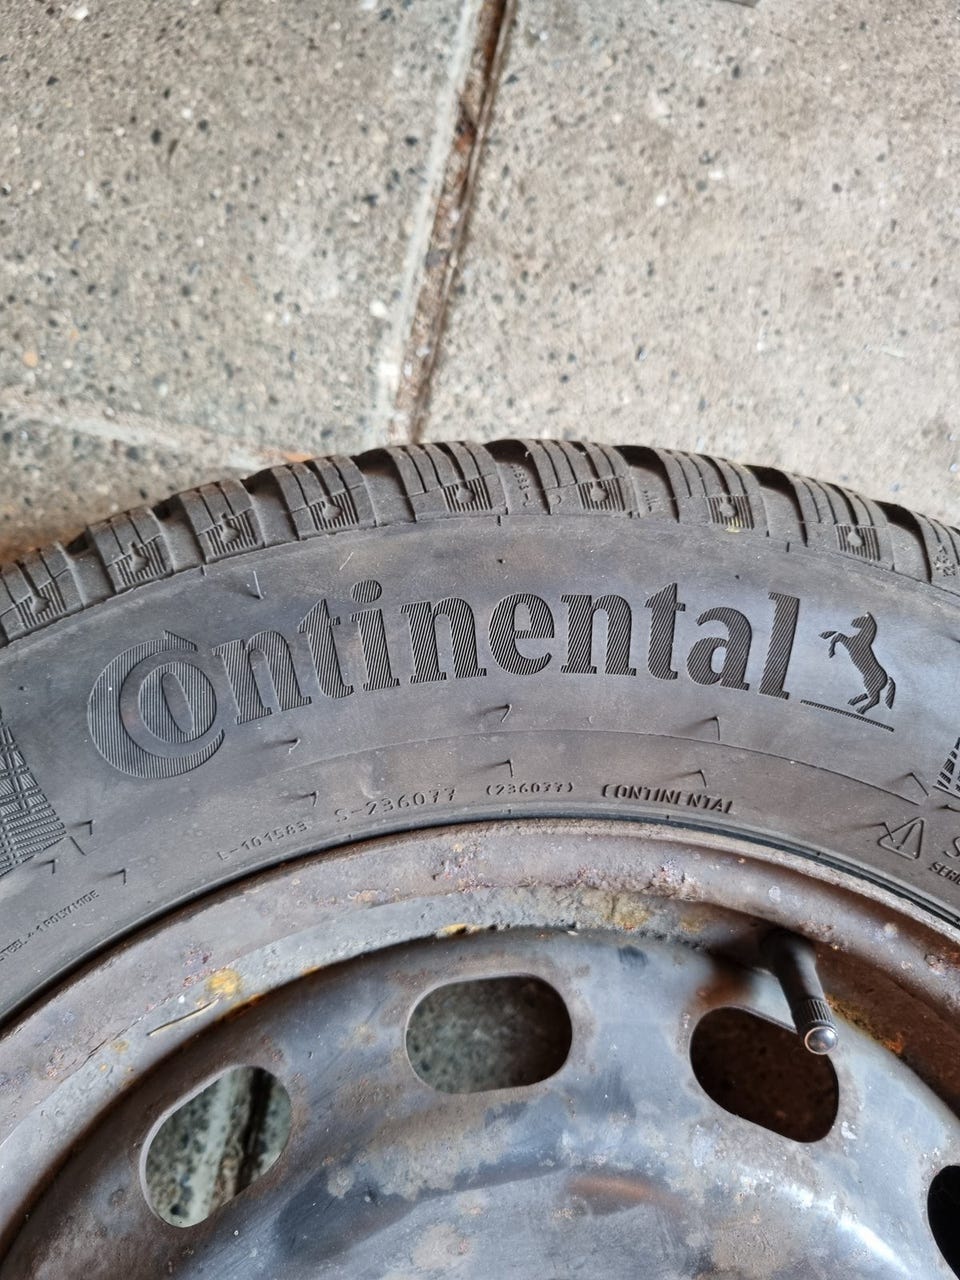 Continental
L-101583 S-236077 (236077) CONTINENTAL